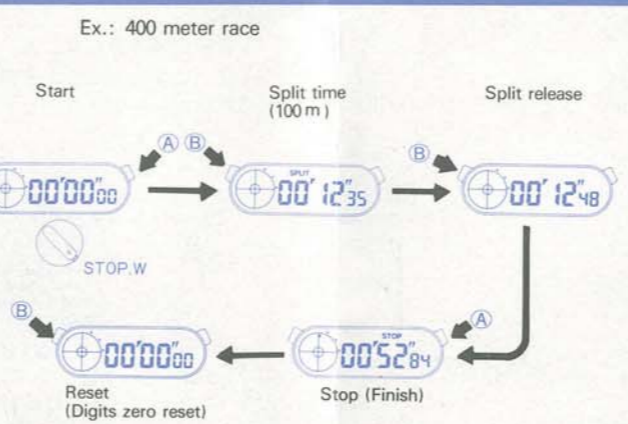 Ex.: 400 meter race
Start
Split time
(100 m)
Split release
A B
B
00'00"00
SPLIT
00'12"35
00'12"48
STOP.W
B
A
00'00"00
STOP
00'52"84
Reset
(Digits zero reset)
Stop (Finish)